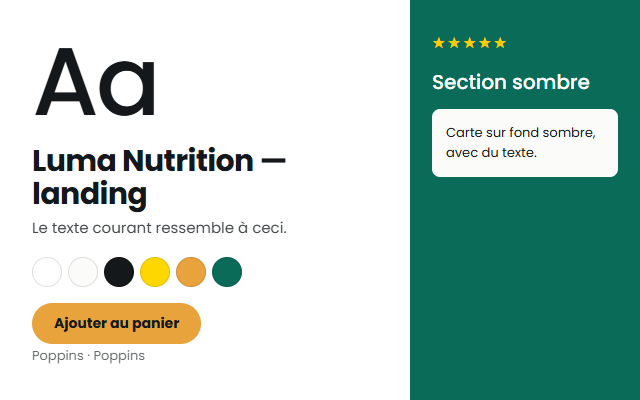 Aa
Luma Nutrition —
landing
Le texte courant ressemble à ceci.
Ajouter au panier
Poppins · Poppins
Section sombre
Carte sur fond sombre,
avec du texte.